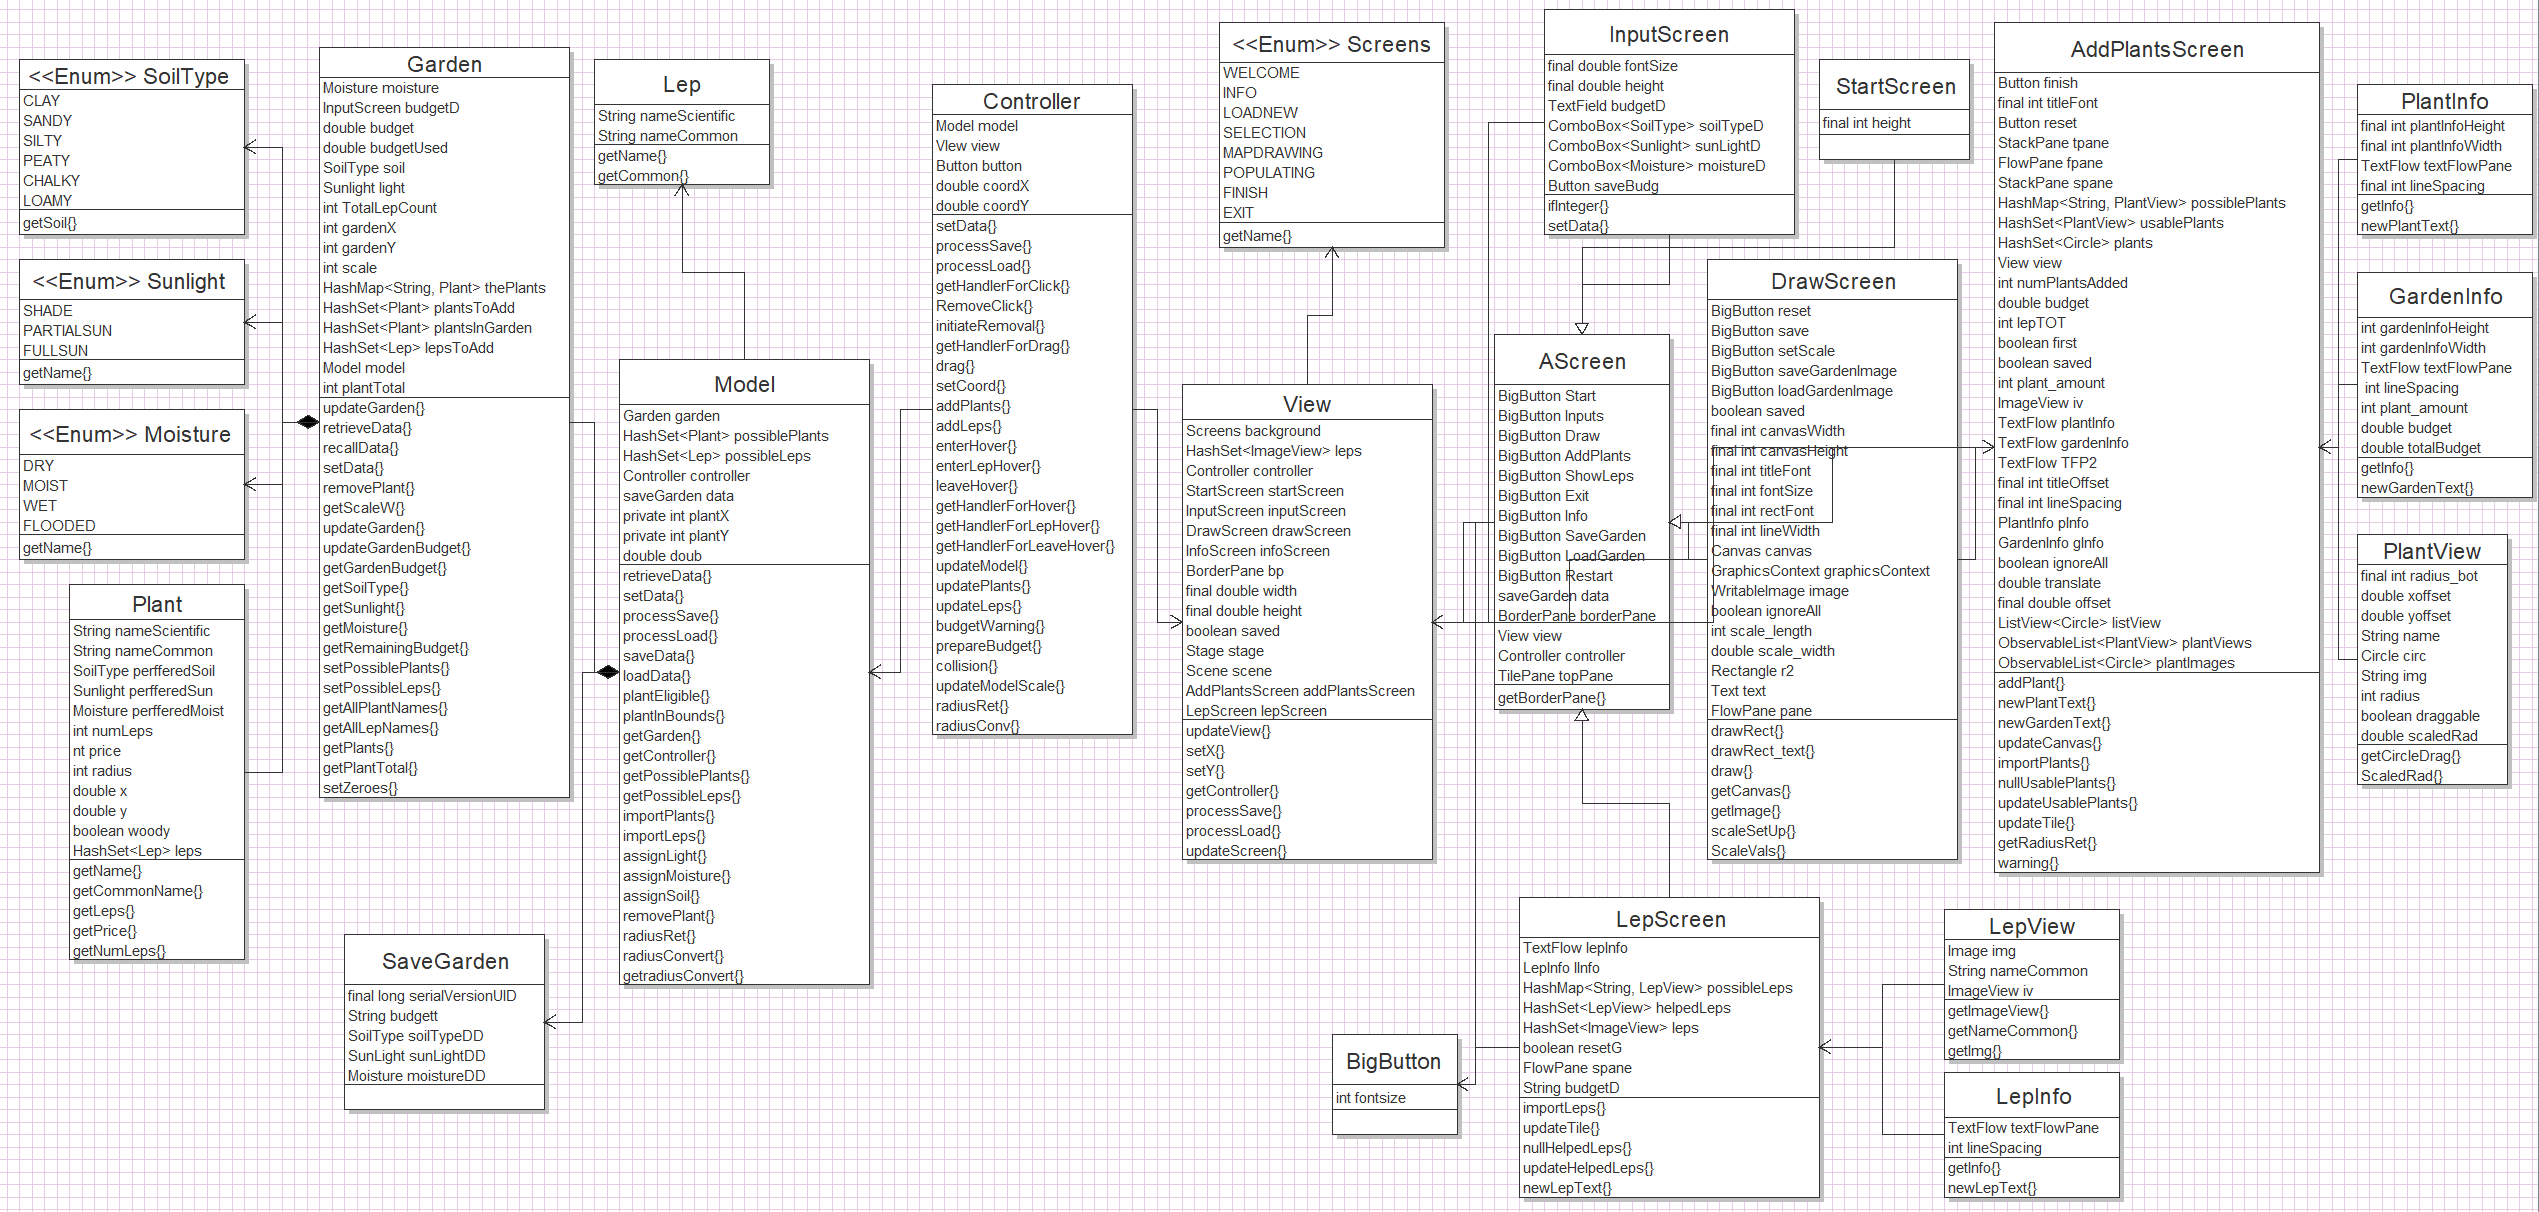 <<Enum>> SoilType
CLAY
SANDY
SILTY
PEATY
CHALKY
LOAMY
getSoil{}
<<Enum>> Sunlight
SHADE
PARTIALSUN
FULLSUN
getName{}
<<Enum>> Moisture
DRY
MOIST
WET
FLOODED
getName{}
Plant
String nameScientific
String nameCommon
SoilType perfferedSoil
Sunlight perfferedSun
Moisture perfferedMoist
int numLeps
nt price
int radius
double x
double y
boolean woody
HashSet<Lep> leps
getName{}
getCommonName{}
getLeps{}
getPrice{}
getNumLeps{}
Garden
Moisture moisture
InputScreen budgetD
double budget
double budgetUsed
SoilType soil
Sunlight light
int TotalLepCount
int gardenX
int gardenY
int scale
HashMap<String, Plant> thePlants
HashSet<Plant> plantsToAdd
HashSet<Plant> plantsInGarden
HashSet<Lep> lepsToAdd
Model model
int plantTotal
updateGarden{}
retrieveData{}
recallData{}
setData{}
removePlant{}
getScaleW{}
updateGarden{}
updateGardenBudget{}
getGardenBudget{}
getSoilType{}
getSunlight{}
getMoisture{}
getRemainingBudget{}
setPossiblePlants{}
setPossibleLeps{}
getAllPlantNames{}
getAllLepNames{}
getPlants{}
getPlantTotal{}
setZeroes{}
SaveGarden
final long serialVersionUID
String budgett
SoilType soilTypeDD
SunLight sunLightDD
Moisture moistureDD
Lep
String nameScientific
String nameCommon
getName{}
getCommon{}
Model
Garden garden
HashSet<Plant> possiblePlants
HashSet<Lep> possibleLeps
Controller controller
saveGarden data
private int plantX
private int plantY
double doub
retrieveData{}
setData{}
processSave{}
processLoad{}
saveData{}
loadData{}
plantEligible{}
plantInBounds{}
getGarden{}
getController{}
getPossiblePlants{}
getPossibleLeps{}
importPlants{}
importLeps{}
assignLight{}
assignMoisture{}
assignSoil{}
removePlant{}
radiusRet{}
radiusConvert{}
getradiusConvert{}
Controller
Model model
VIew view
Button button
double coordX
double coordY
setData{}
processSave{}
processLoad{}
getHandlerForClick{}
RemoveClick{}
initiateRemoval{}
getHandlerForDrag{}
drag{}
setCoord{}
addPlants{}
addLeps{}
enterHover{}
enterLepHover{}
leaveHover{}
getHandlerForHover{}
getHandlerForLepHover{}
getHandlerForLeaveHover{}
updateModel{}
updatePlants{}
updateLeps{}
budgetWarning{}
prepareBudget{}
collision{}
updateModelScale{}
radiusRet{}
radiusConv{}
<<Enum>> Screens
WELCOME
INFO
LOADNEW
SELECTION
MAPDRAWING
POPULATING
FINISH
EXIT
getName{}
View
Screens background
HashSet<ImageView> leps
Controller controller
StartScreen startScreen
InputScreen inputScreen
DrawScreen drawScreen
InfoScreen infoScreen
BorderPane bp
final double width
final double height
boolean saved
Stage stage
Scene scene
AddPlantsScreen addPlantsScreen
LepScreen lepScreen
updateView{}
setX{}
setY{}
getController{}
processSave{}
processLoad{}
updateScreen{}
BigButton
int fontsize
InputScreen
final double fontSize
final double height
TextField budgetD
ComboBox<SoilType> soilTypeD
ComboBox<Sunlight> sunLightD
ComboBox<Moisture> moistureD
Button saveBudg
ifInteger{}
setData{}
AScreen
BigButton Start
BigButton Inputs
BigButton Draw
BigButton AddPlants
BigButton ShowLeps
BigButton Exit
BigButton Info
BigButton SaveGarden
BigButton LoadGarden
BigButton Restart
saveGarden data
BorderPane borderPane
View view
Controller controller
TilePane topPane
getBorderPane{}
StartScreen
final int height
DrawScreen
BigButton reset
BigButton save
BigButton setScale
BigButton saveGardenImage
BigButton loadGardenImage
boolean saved
final int canvasWidth
final int canvasHeight
final int titleFont
final int fontSize
final int rectFont
final int lineWidth
Canvas canvas
GraphicsContext graphicsContext
WritableImage image
boolean ignoreAll
int scale_length
double scale_width
Rectangle r2
Text text
FlowPane pane
drawRect{}
drawRect_text{}
draw{}
getCanvas{}
getImage{}
scaleSetUp{}
ScaleVals{}
LepScreen
TextFlow lepInfo
LepInfo lInfo
HashMap<String, LepView> possibleLeps
HashSet<LepView> helpedLeps
HashSet<ImageView> leps
boolean resetG
FlowPane spane
String budgetD
importLeps{}
updateTile{}
nullHelpedLeps{}
updateHelpedLeps{}
newLepText{}
AddPlantsScreen
Button finish
final int titleFont
Button reset
StackPane tpane
FlowPane fpane
StackPane spane
HashMap<String, PlantView> possiblePlants
HashSet<PlantView> usablePlants
HashSet<Circle> plants
View view
int numPlantsAdded
double budget
int lepTOT
boolean first
boolean saved
int plant_amount
ImageView iv
TextFlow plantInfo
TextFlow gardenInfo
TextFlow TFP2
final int titleOffset
final int lineSpacing
PlantInfo pInfo
GardenInfo gInfo
boolean ignoreAll
double translate
final double offset
ListView<Circle> listView
ObservableList<PlantView> plantViews
ObservableList<Circle> plantImages
addPlant{}
newPlantText{}
newGardenText{}
updateCanvas{}
importPlants{}
nullUsablePlants{}
updateUsablePlants{}
updateTile{}
getRadiusRet{}
warning{}
LepView
Image img
String nameCommon
ImageView iv
getImageView{}
getNameCommon{}
getImg{}
LepInfo
TextFlow textFlowPane
int lineSpacing
getInfo{}
newLepText{}
PlantInfo
final int plantInfoHeight
final int plantInfoWidth
TextFlow textFlowPane
final int lineSpacing
getInfo{}
newPlantText{}
GardenInfo
int gardenInfoHeight
int gardenInfoWidth
TextFlow textFlowPane
int lineSpacing
int plant_amount
double budget
double totalBudget
getInfo{}
newGardenText{}
PlantView
final int radius_bot
double xoffset
double yoffset
String name
Circle circ
String img
int radius
boolean draggable
double scaledRad
getCircleDrag{}
ScaledRad{}